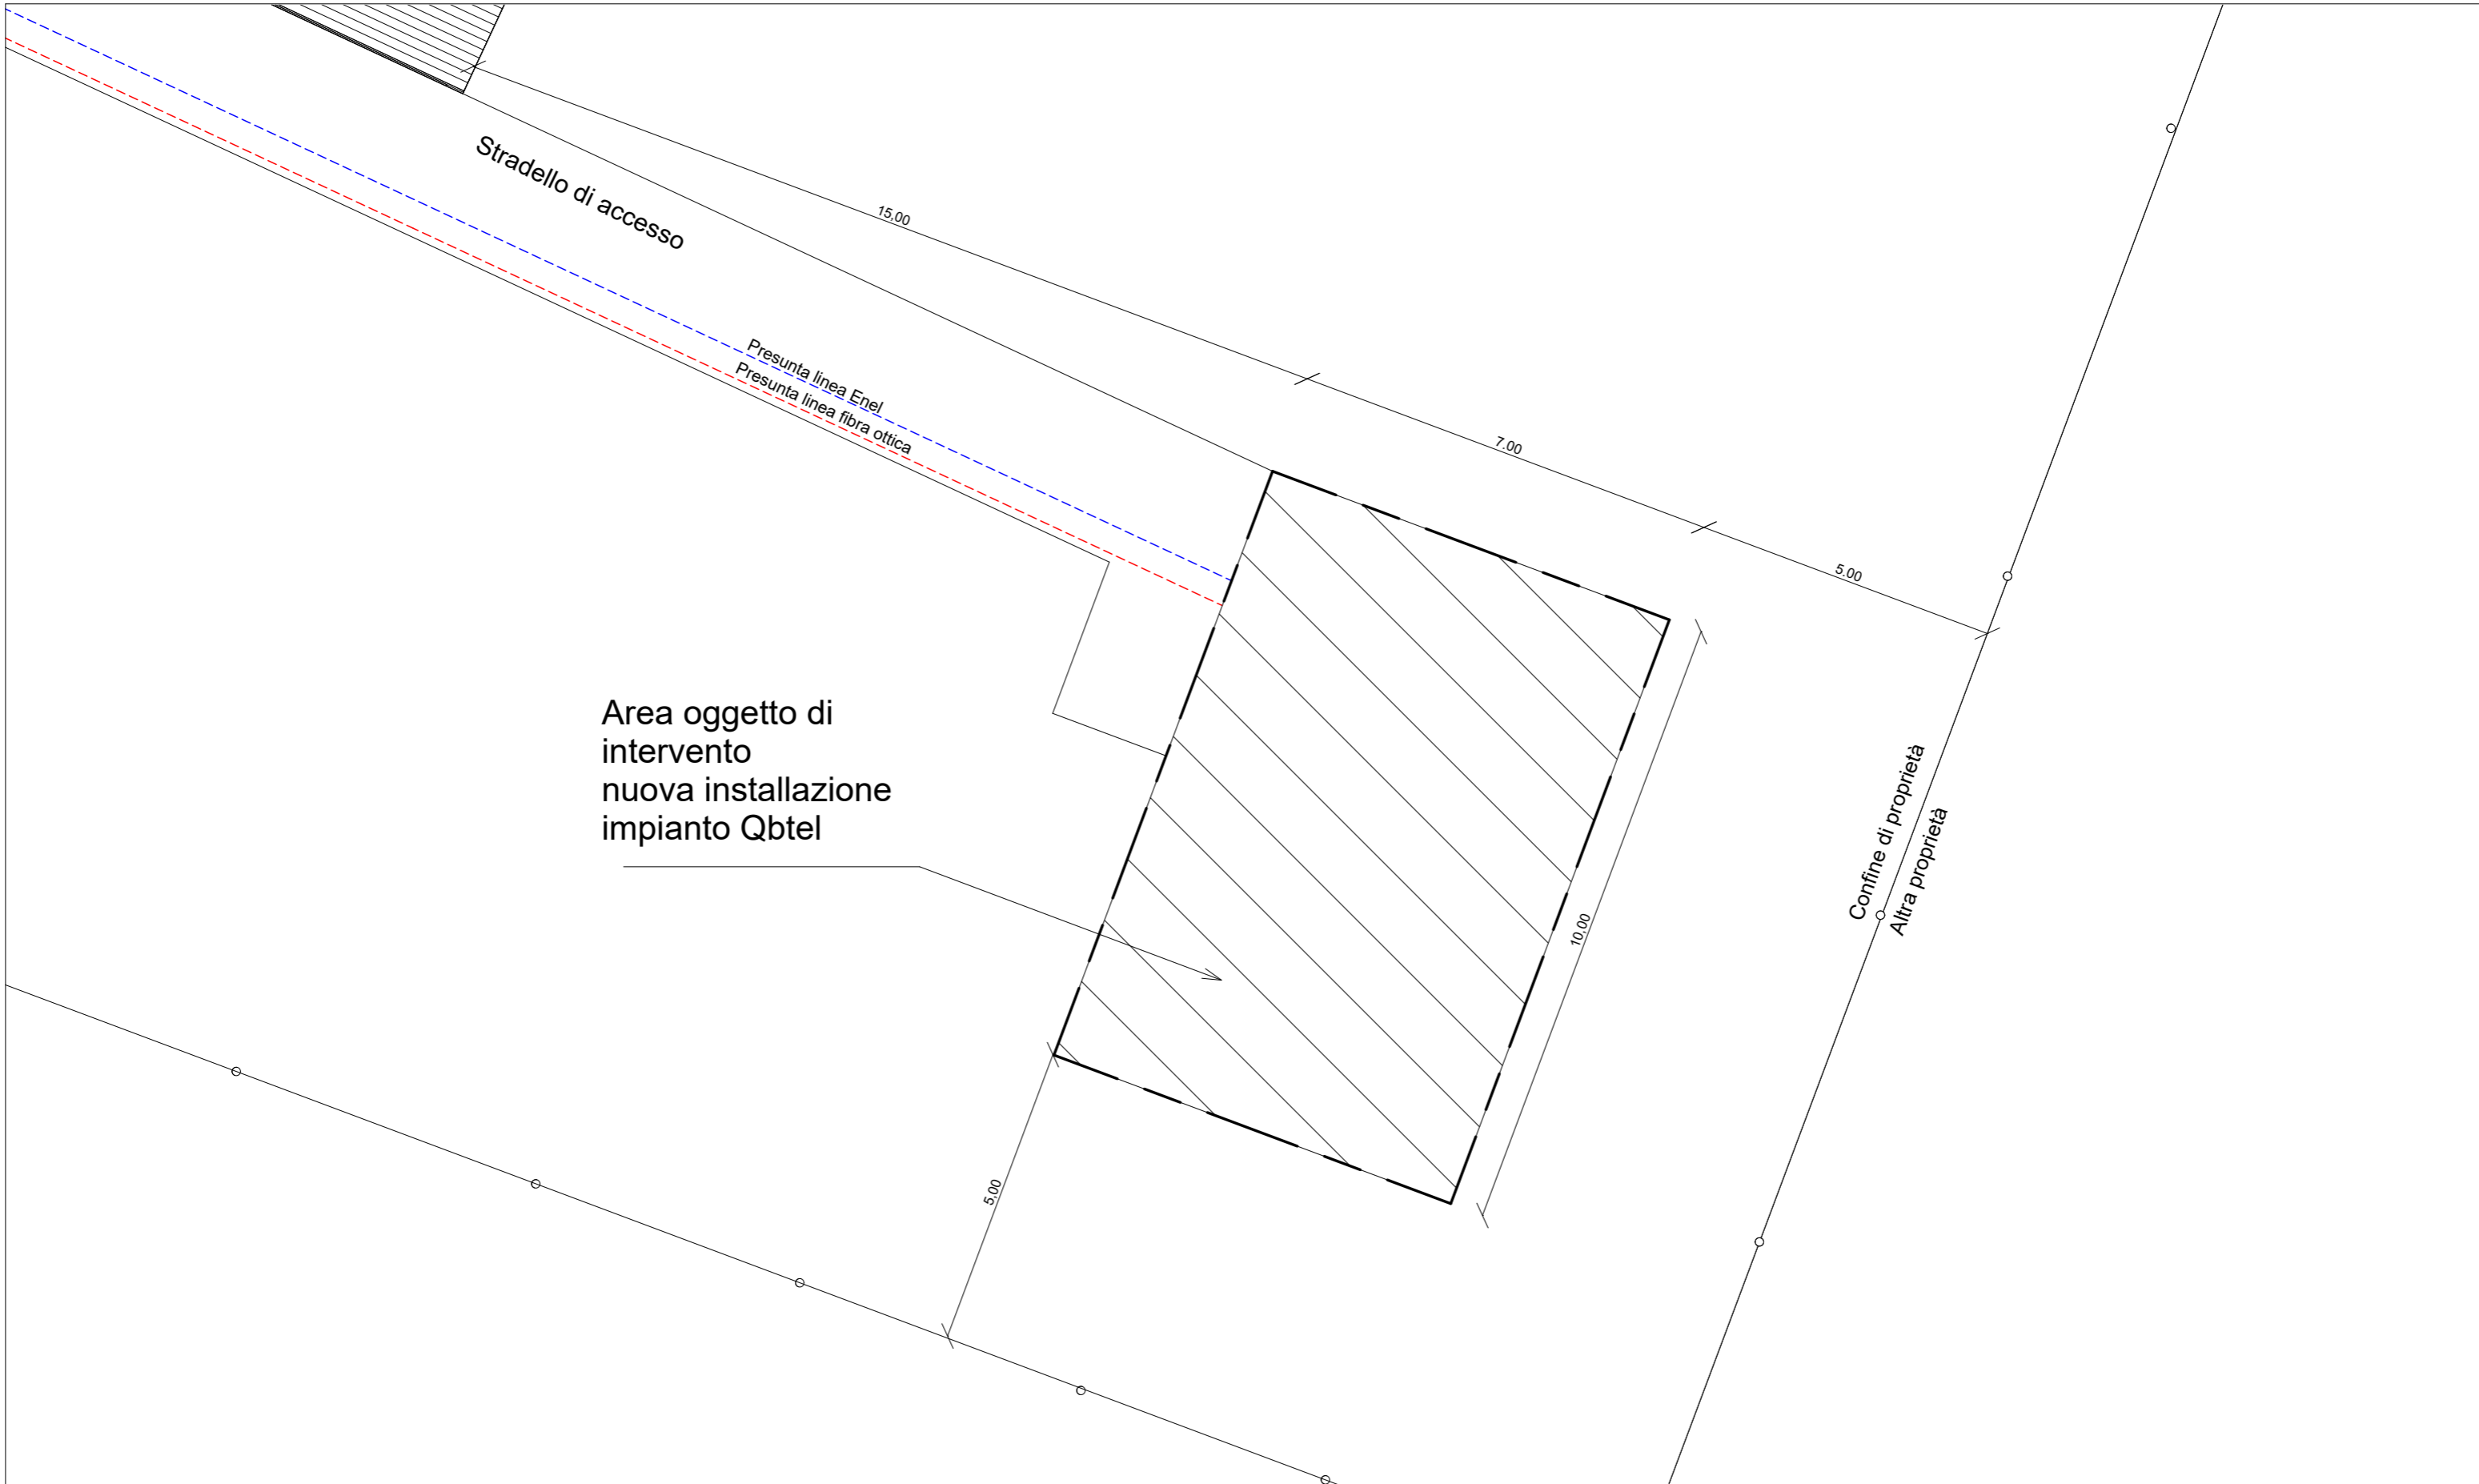 Stradello di accesso
15,00
Presunta linea Enel
Presunta linea fibra ottica
7.00
5.00
Area oggetto di
intervento
nuova installazione
impianto Qbtel
Confine di proprietà
Altra proprietà
10,00
5,00